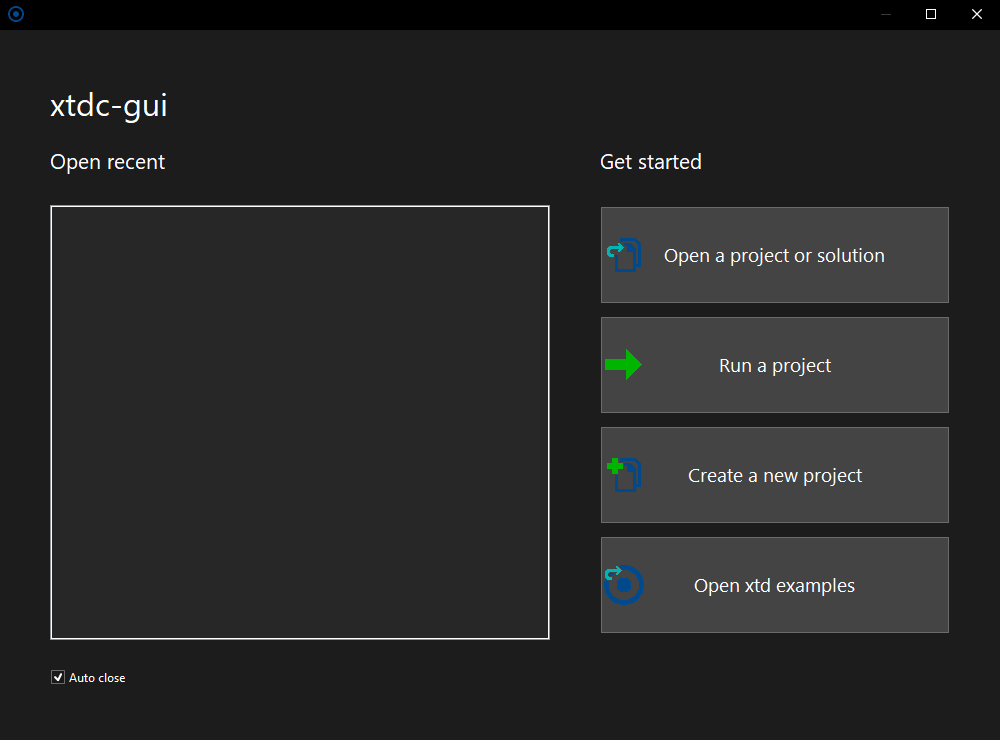 xtdc-gui
Open recent
Get started
Open a project or solution
Run a project
Create a new project
Open xtd examples
Auto close